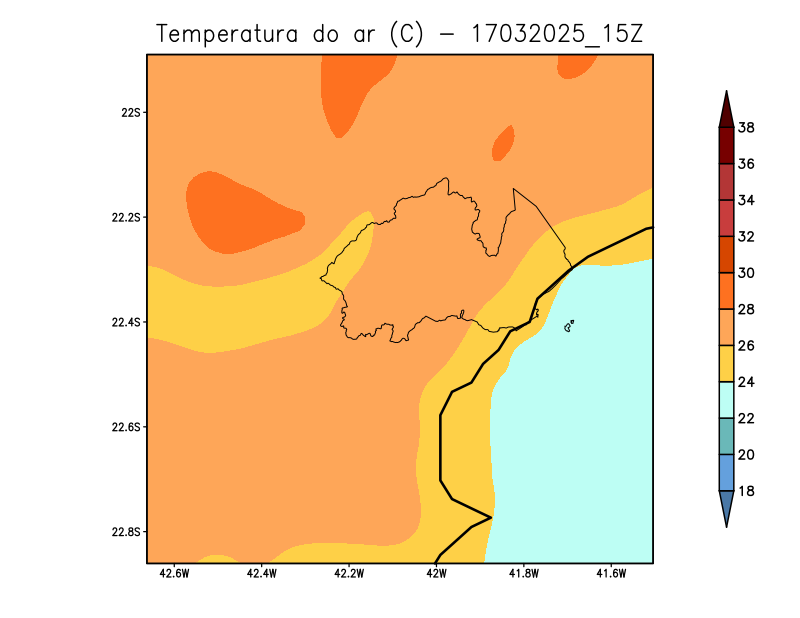 Temperatura do ar (C) - 17032025_15Z
22S
22.2S
22.4S
22.6S
22.8S
42.6W
42.4W
42.2W
42W
41.8W
41.6W
38
36
34
32
30
28
26
24
22
20
18